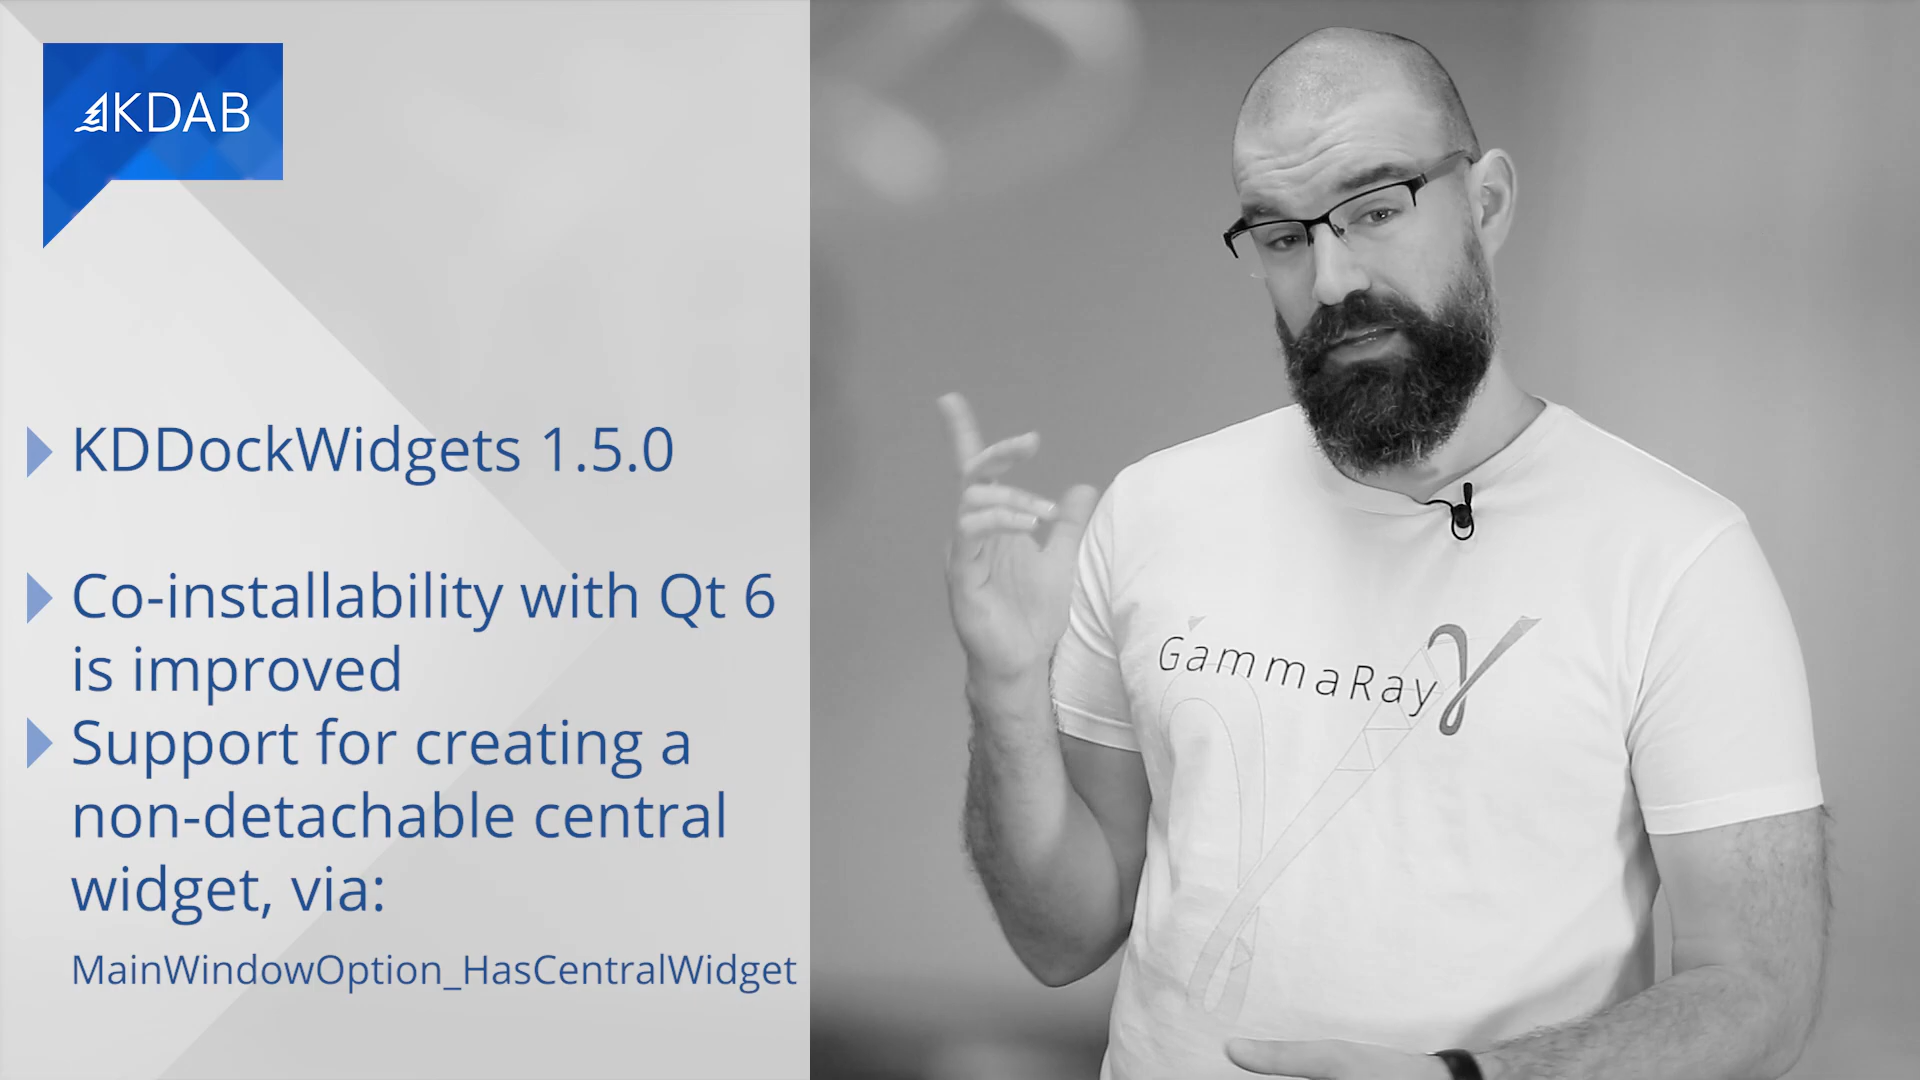 KDAB
KDDockWidgets 1.5.0
Co-installability with Qt 6
is improved
Support for creating a
non-detachable central
widget, via:
MainWindowOption_HasCentralWidget
GammaRay